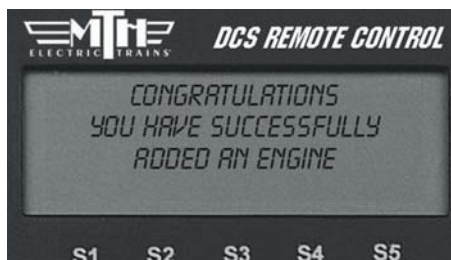 MTH
ELECTRIC TRAINS
DCS REMOTE CONTROL
CONGRATULATIONS
YOU HAVE SUCCESSFULLY
ADDED AN ENGINE
S1 S2 S3 S4 S5